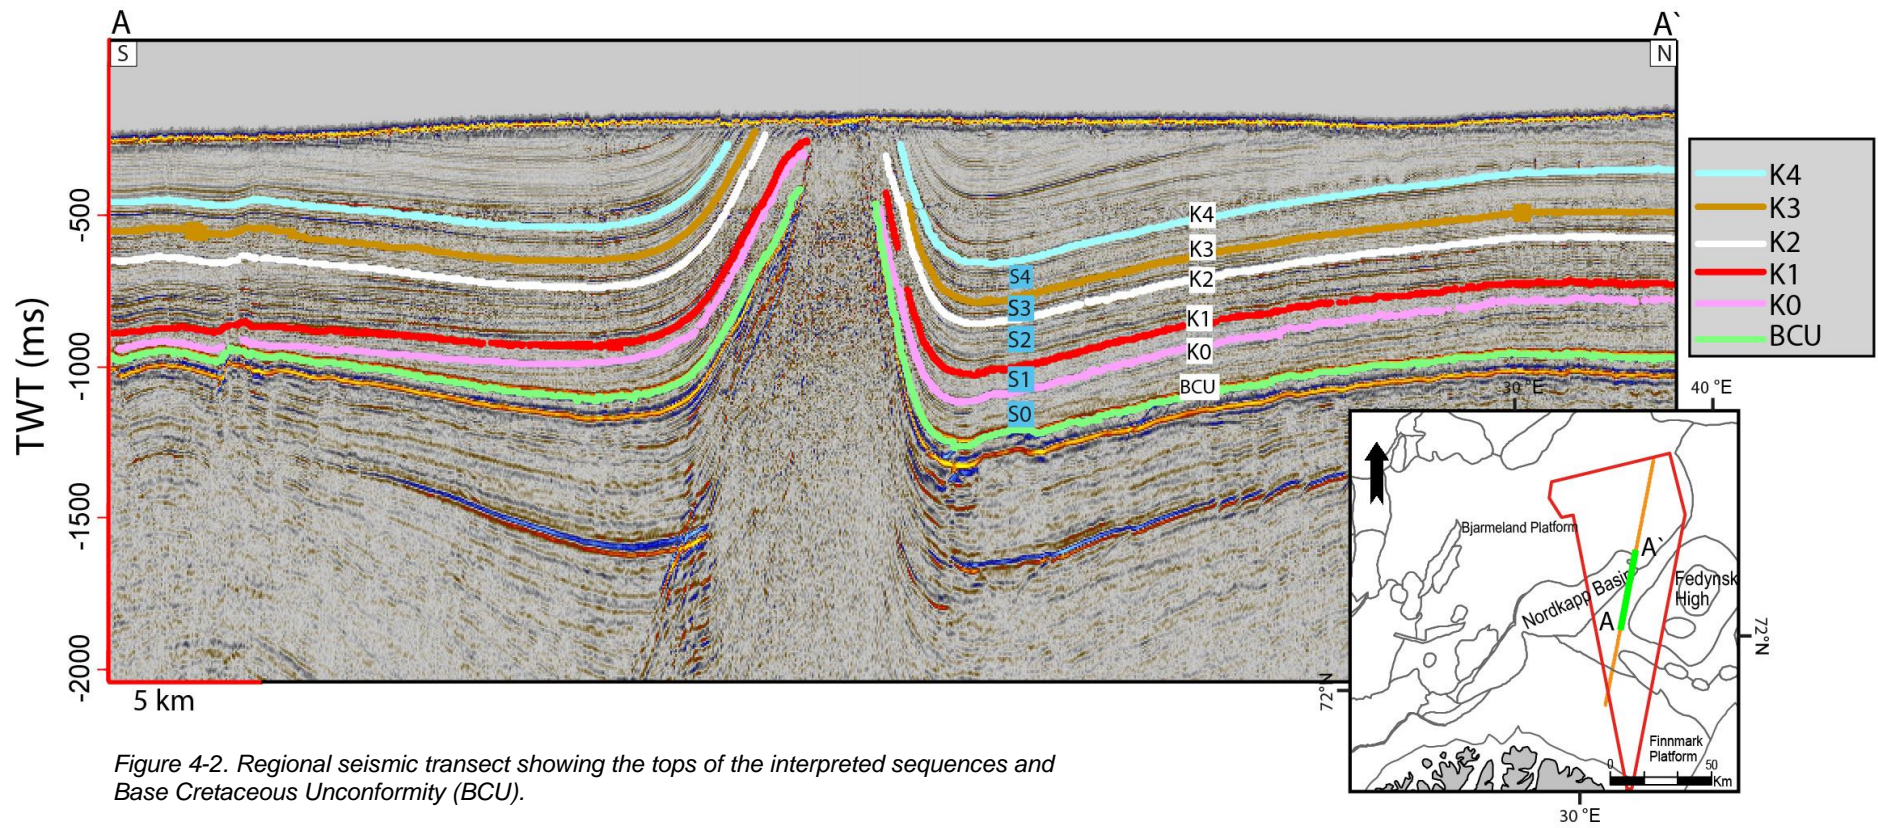 A
A`
S
N
TWT (ms)
-500
-1000
-1500
-2000
5 km
K4
K3
K2
K1
K0
BCU
S4
S3
S2
S1
S0
K4
K3
K2
K1
K0
BCU
30 °E
40 °E
72°N
72°N
30 °E
Bjarmeland Platform
Nordkapp Basin
A`
A
Fedynsk
High
Finnmark
Platform
0
50
Km
Figure 4-2. Regional seismic transect showing the tops of the interpreted sequences and
Base Cretaceous Unconformity (BCU).